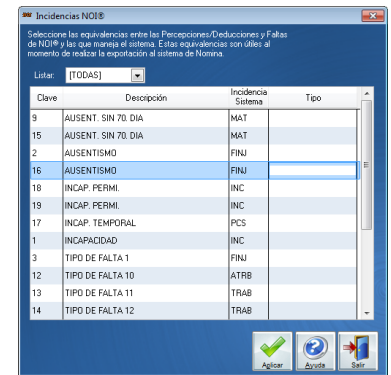 Incidencias NOI®
Seleccione las equivalencias entre las Percepciones/Deducciones y Faltas
de NOI® y las que maneja el sistema. Estas equivalencias son útiles al
momento de realizar la exportación al sistema de Nomina.
Listar: [TODAS]
Clave Descripción Incidencia Sistema Tipo
9 AUSENT. SIN 70. DIA MAT
15 AUSENT. SIN 70. DIA MAT
2 AUSENTISMO FINJ
16 AUSENTISMO FINJ
18 INCAP. PERMI. INC
19 INCAP. PERMI. INC
17 INCAP. TEMPORAL PCS
1 INCAPACIDAD INC
3 TIPO DE FALTA 1 FINJ
12 TIPO DE FALTA 10 ATRB
13 TIPO DE FALTA 11 TRAB
14 TIPO DE FALTA 12 TRAB
Aplicar Ayuda Salir